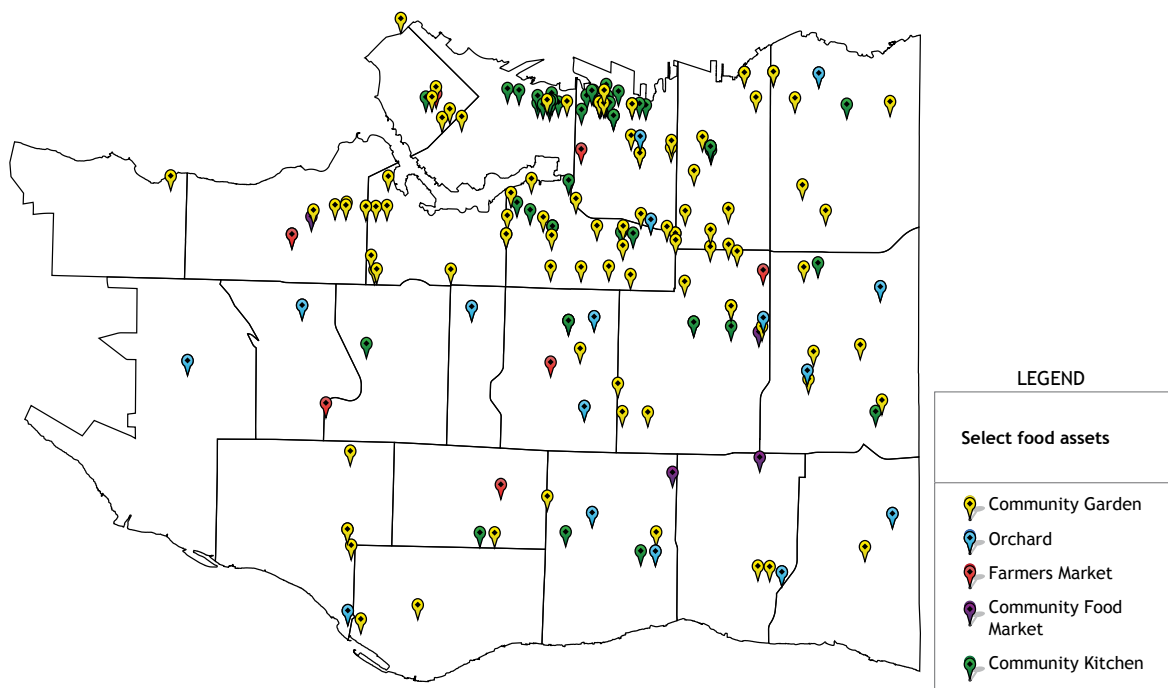 LEGEND
Select food assets
Community Garden
Orchard
Farmers Market
Community Food
Market
Community Kitchen